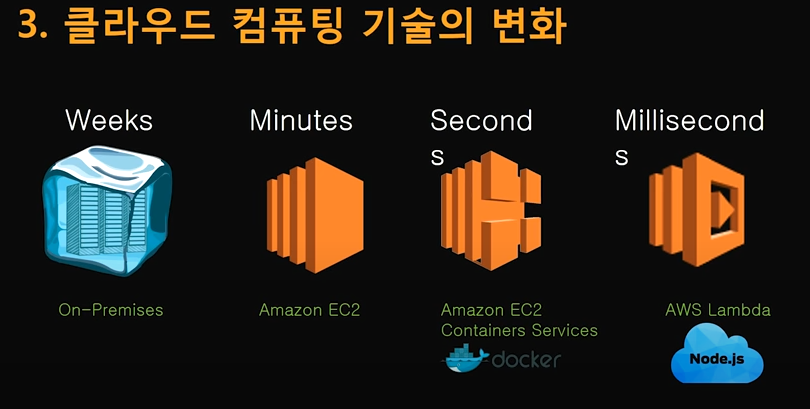 3. 클라우드 컴퓨팅 기술의 변화
Weeks
Minutes
Second
s
Millisecond
s
On-Premises
Amazon EC2
Amazon EC2
Containers Services
docker
AWS Lambda
Node.js